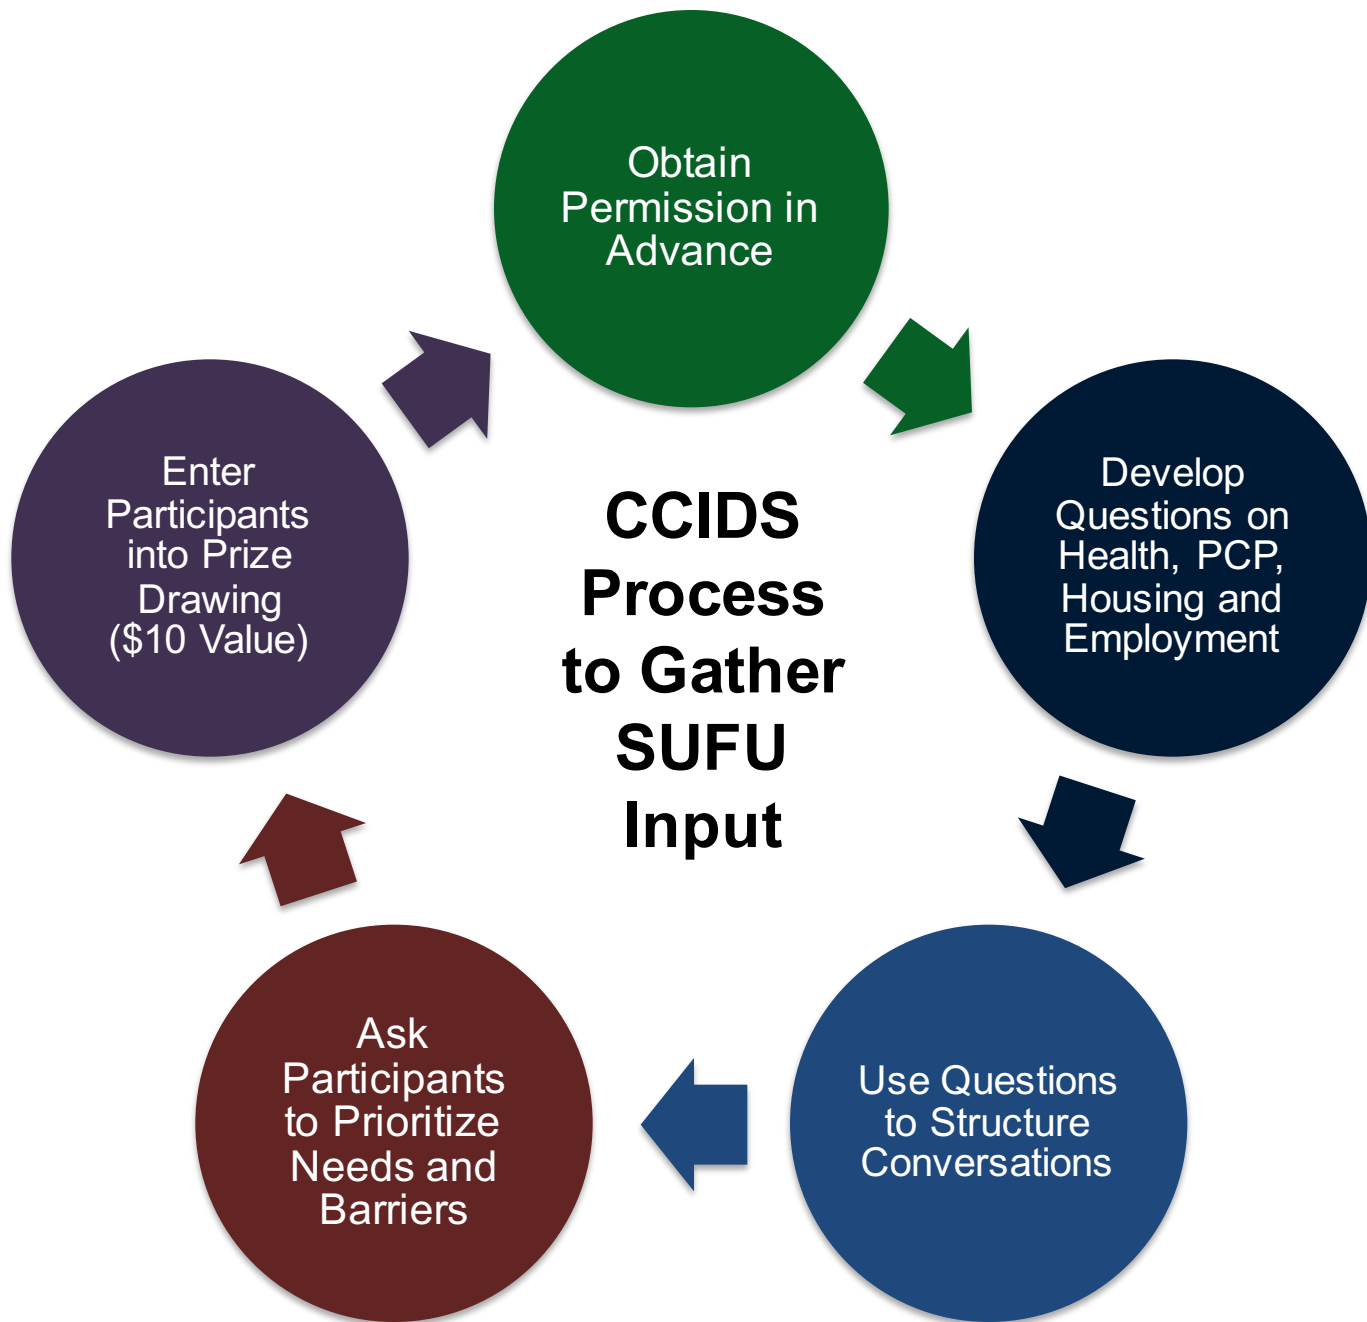 Obtain
Permission in
Advance
Develop
Questions on
Health, PCP,
Housing and
Employment
Use Questions
to Structure
Conversations
Ask
Participants
to Prioritize
Needs and
Barriers
Enter
Participants
into Prize
Drawing
($10 Value)
CCIDS
Process
to Gather
SUFU
Input